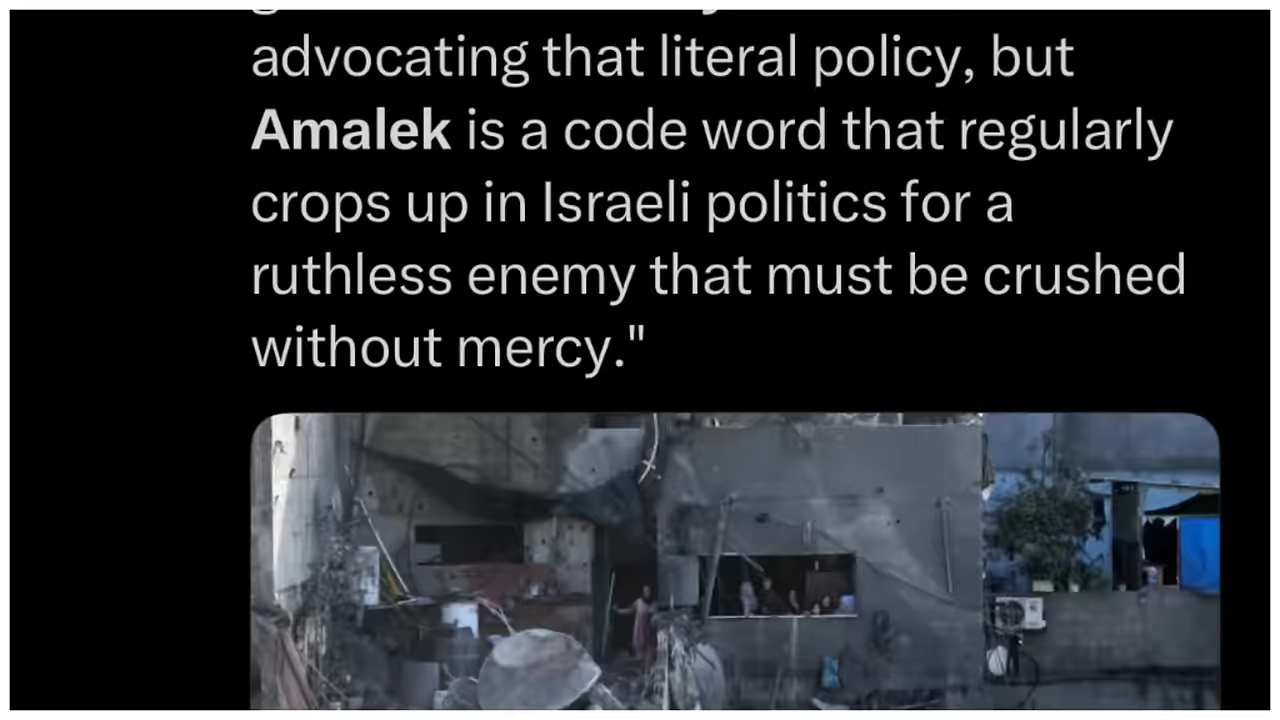 advocating that literal policy, but
Amalek is a code word that regularly
crops up in Israeli politics for a
ruthless enemy that must be crushed
without mercy."